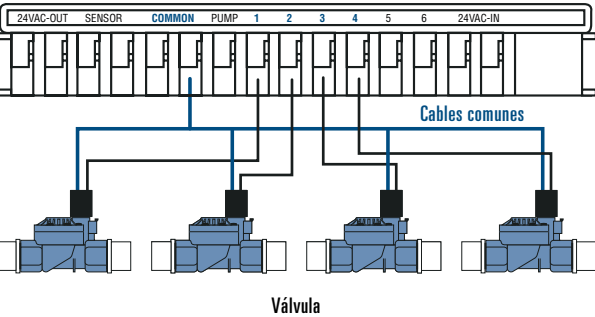 24VAC-OUT SENSOR COMMON PUMP 1 2 3 4 5 6 24VAC-IN
Cables comunes
Válvula